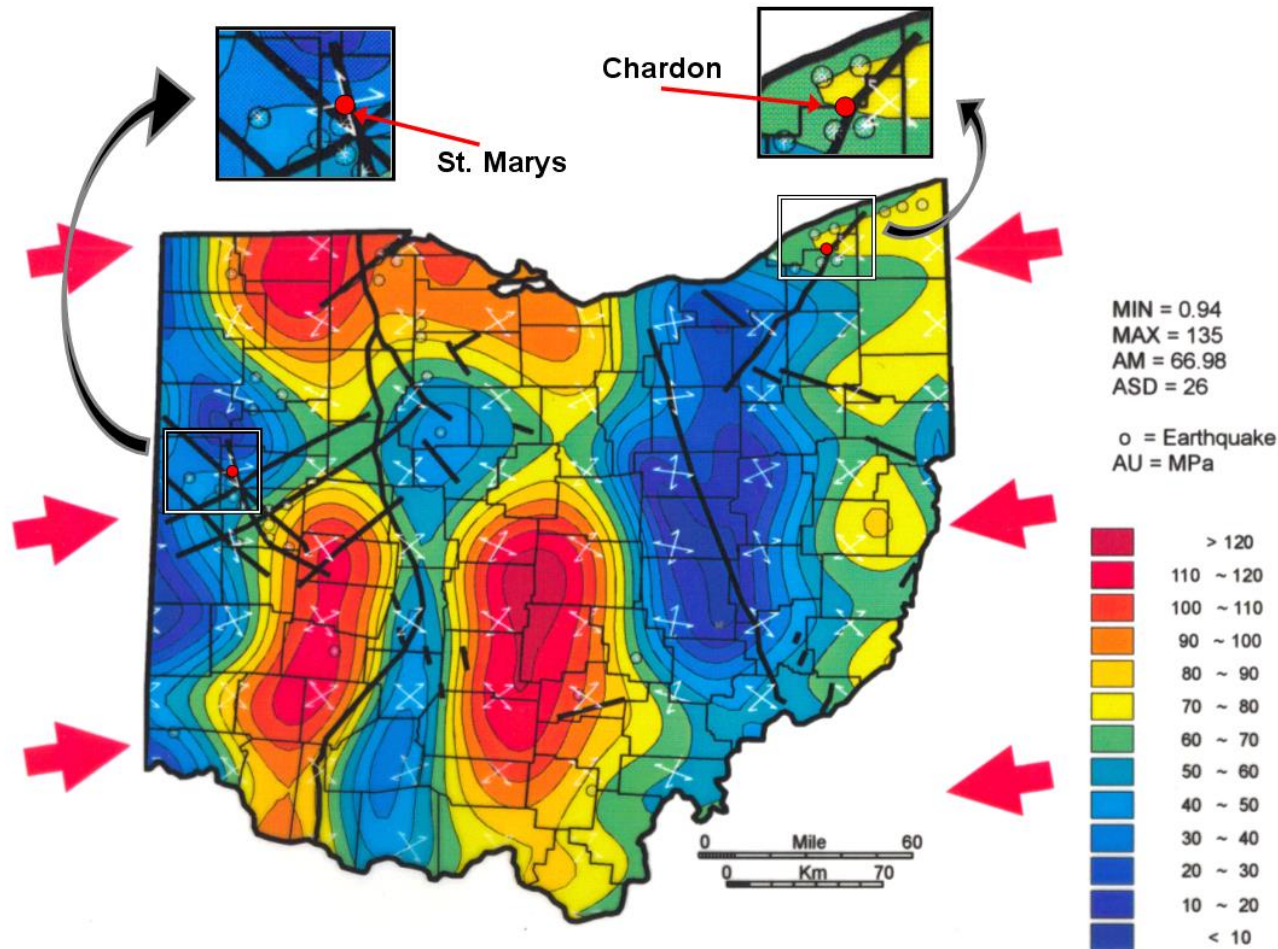 Chardon
St. Marys
MIN = 0.94
MAX = 135
AM = 66.98
ASD = 26
o = Earthquake
AU = MPa
> 120
110 ~ 120
100 ~ 110
90 ~ 100
80 ~ 90
70 ~ 80
60 ~ 70
50 ~ 60
40 ~ 50
30 ~ 40
20 ~ 30
10 ~ 20
< 10
0 Mile 60
0 Km 70